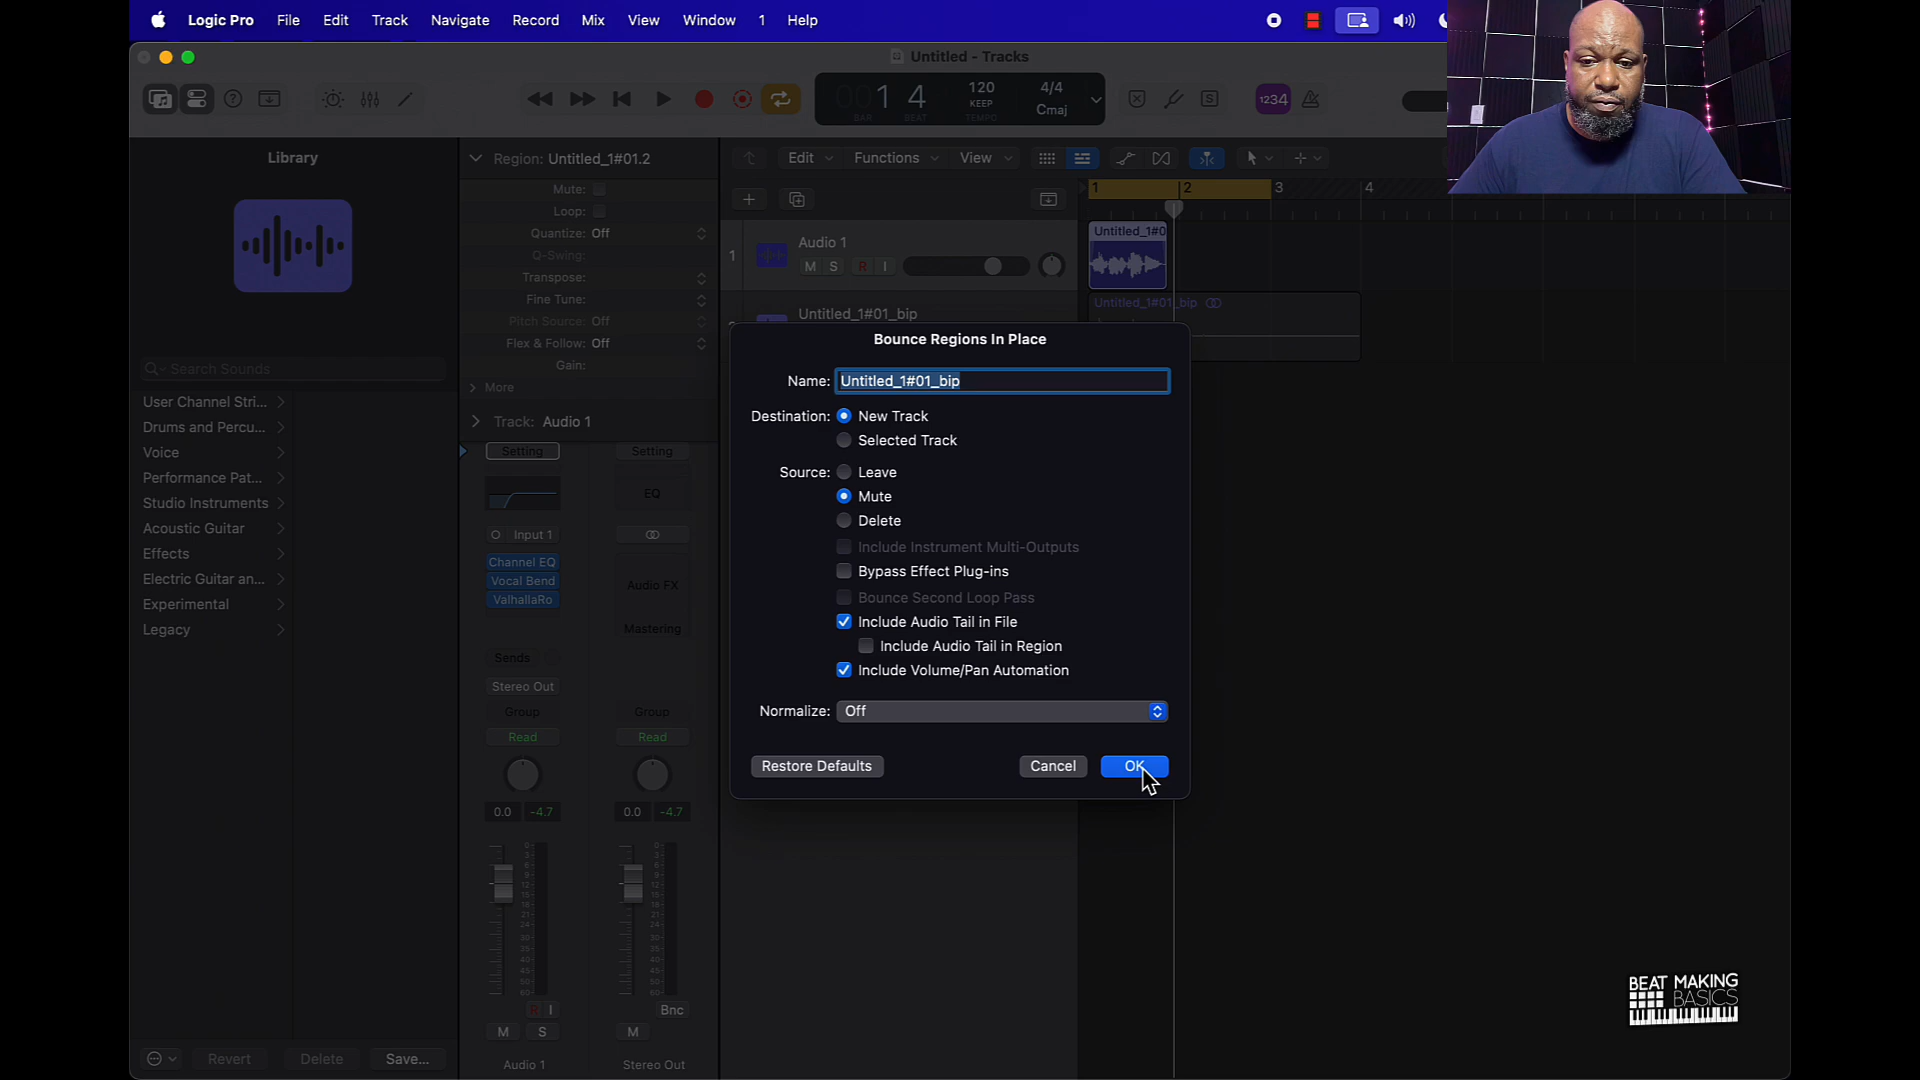 Logic Pro File Edit Track Navigate Record Mix View Window 1 Help
Untitled - Tracks
001 4 120 4/4
KEEP Cmaj
BAR BEAT TEMPO
1234
Library
Region: Untitled_1#01.2
Edit Functions View
Mute:
Loop:
Quantize: Off
Q-Swing:
Transpose:
Fine Tune:
Pitch Source: Off
Flex & Follow: Off
Gain:
More
1 2 3 4
1 Audio 1
M S R I
Untitled_1#0
Untitled_1#01_bip
Untitled_1#01_bip
Search Sounds
User Channel Stri...
Drums and Percu...
Voice
Performance Pat...
Studio Instruments
Acoustic Guitar
Effects
Electric Guitar an...
Experimental
Legacy
Track: Audio 1
Setting Setting
EQ
Input 1
Channel EQ
Vocal Bend
ValhallaRo
Audio FX
Mastering
Sends
Stereo Out
Group Group
Read Read
0.0 -4.7 0.0 -4.7
R I Bnc
M S M
Audio 1 Stereo Out
Bounce Regions In Place
Name: Untitled_1#01_bip
Destination: New Track
Selected Track
Source: Leave
Mute
Delete
Include Instrument Multi-Outputs
Bypass Effect Plug-ins
Bounce Second Loop Pass
Include Audio Tail in File
Include Audio Tail in Region
Include Volume/Pan Automation
Normalize: Off
Restore Defaults Cancel OK
Revert Delete Save...
BEAT MAKING
BASICS